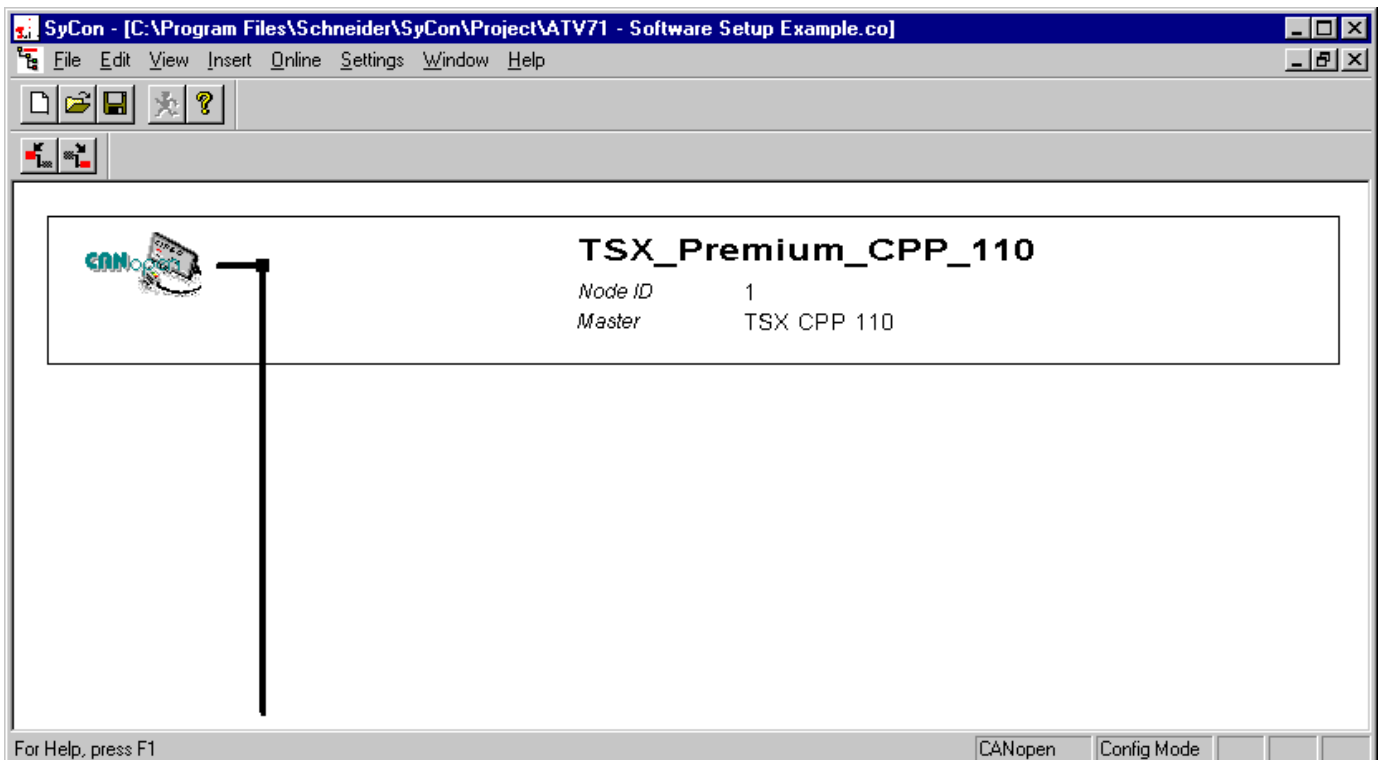 SyCon - [C:\Program Files\Schneider\SyCon\Project\ATV71 - Software Setup Example.co]
File Edit View Insert Online Settings Window Help
CANopen
TSX_Premium_CPP_110
Node ID 1
Master TSX CPP 110
For Help, press F1 CANopen Config Mode